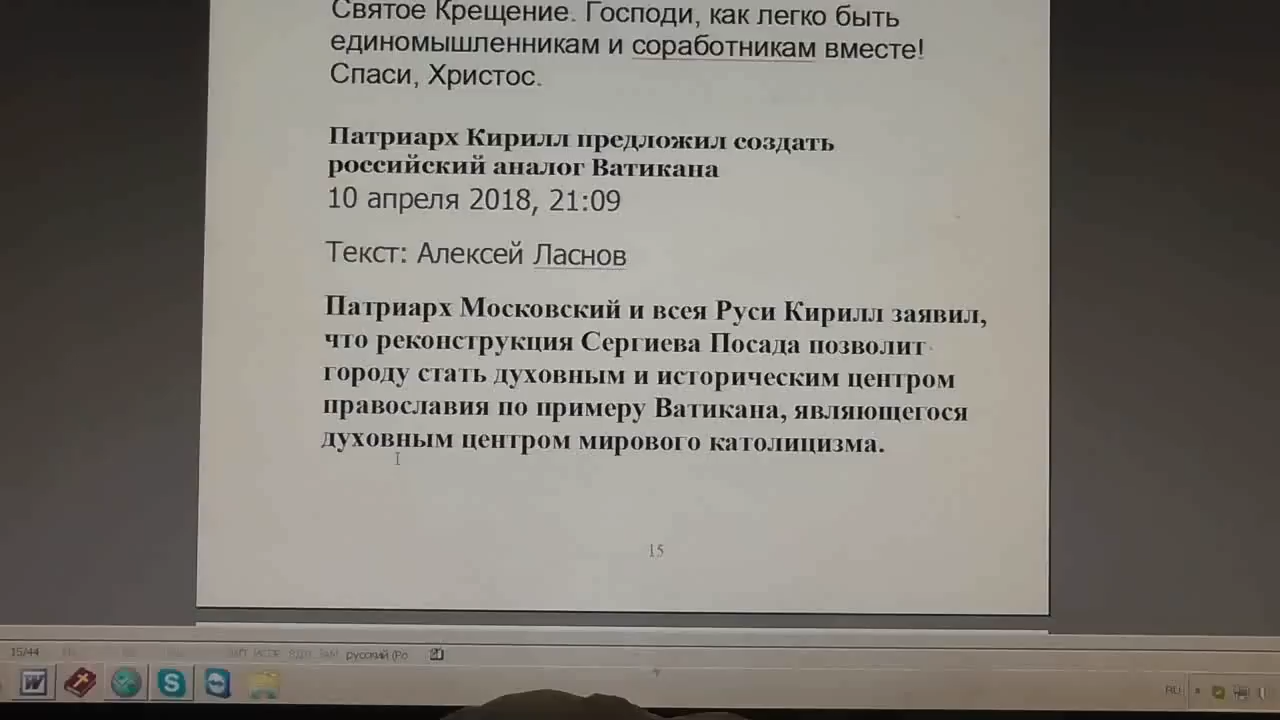 Святое Крещение. Господи, как легко быть
единомышленникам и соработникам вместе!
Спаси, Христос.
Патриарх Кирилл предложил создать
российский аналог Ватикана
10 апреля 2018, 21:09
Текст: Алексей Ласнов
Патриарх Московский и всея Руси Кирилл заявил,
что реконструкция Сергиева Посада позволит
городу стать духовным и историческим центром
православия по примеру Ватикана, являющегося
духовным центром мирового католицизма.
15
15/44
русский (Ро
RU